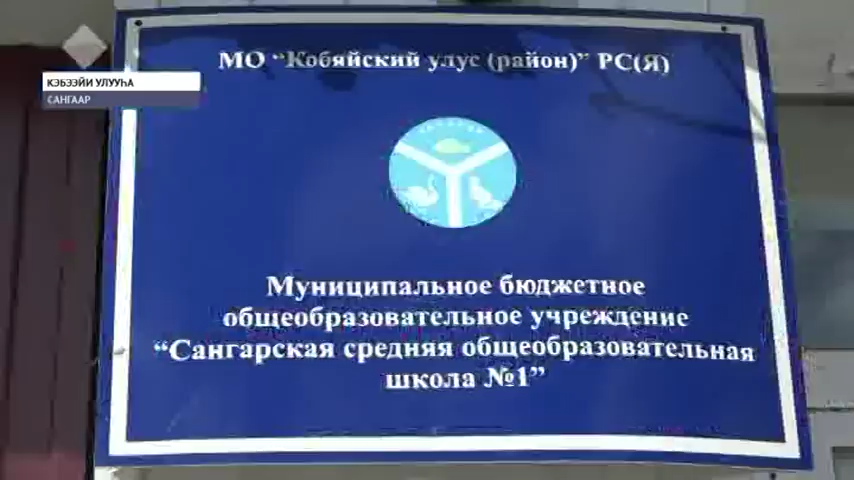 МО “Кобяйский улус (район)” РС(Я)
КЭБЭЭЙИ УЛУУҺА
САНГААР
Муниципальное бюджетное
общеобразовательное учреждение
“Сангарская средняя общеобразовательная
школа №1”